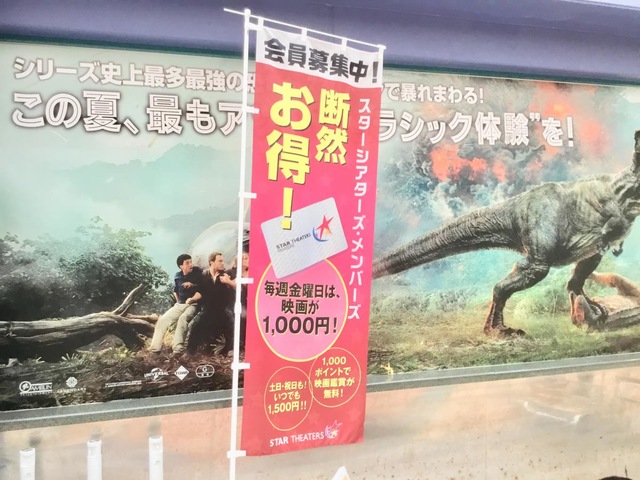 シリーズ史上最多最強の
で暴れまわる!
この夏、最もア
ラシック体験"を!
会員募集中!
断然
お得!
スターシアターズ・メンバーズ
STAR THEATERS
毎週金曜日は、
映画が
1,000円!
1,000
ポイントで
映画鑑賞が
無料!
土日・祝日も!
いつでも
1,500円!!
STAR THEATERS